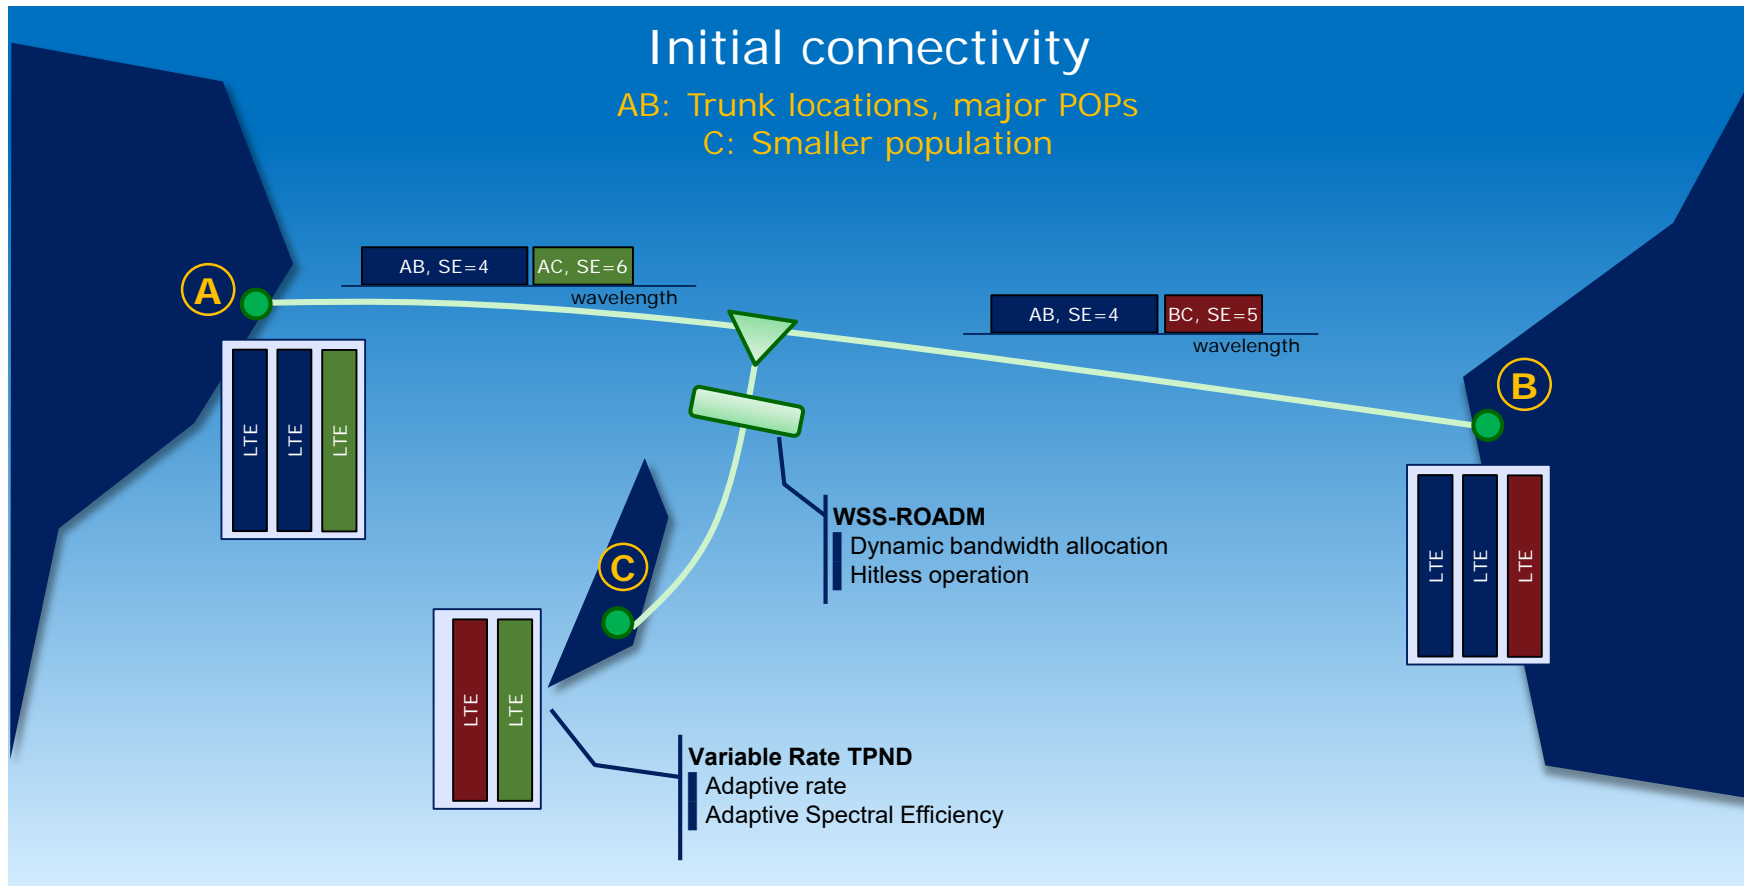 Initial connectivity
AB: Trunk locations, major POPs
C: Smaller population
AB, SE=4
AC, SE=6
wavelength
A
AB, SE=4
BC, SE=5
wavelength
B
LTE
LTE
LTE
LTE
LTE
LTE
WSS-ROADM
Dynamic bandwidth allocation
Hitless operation
C
LTE
LTE
Variable Rate TPND
Adaptive rate
Adaptive Spectral Efficiency